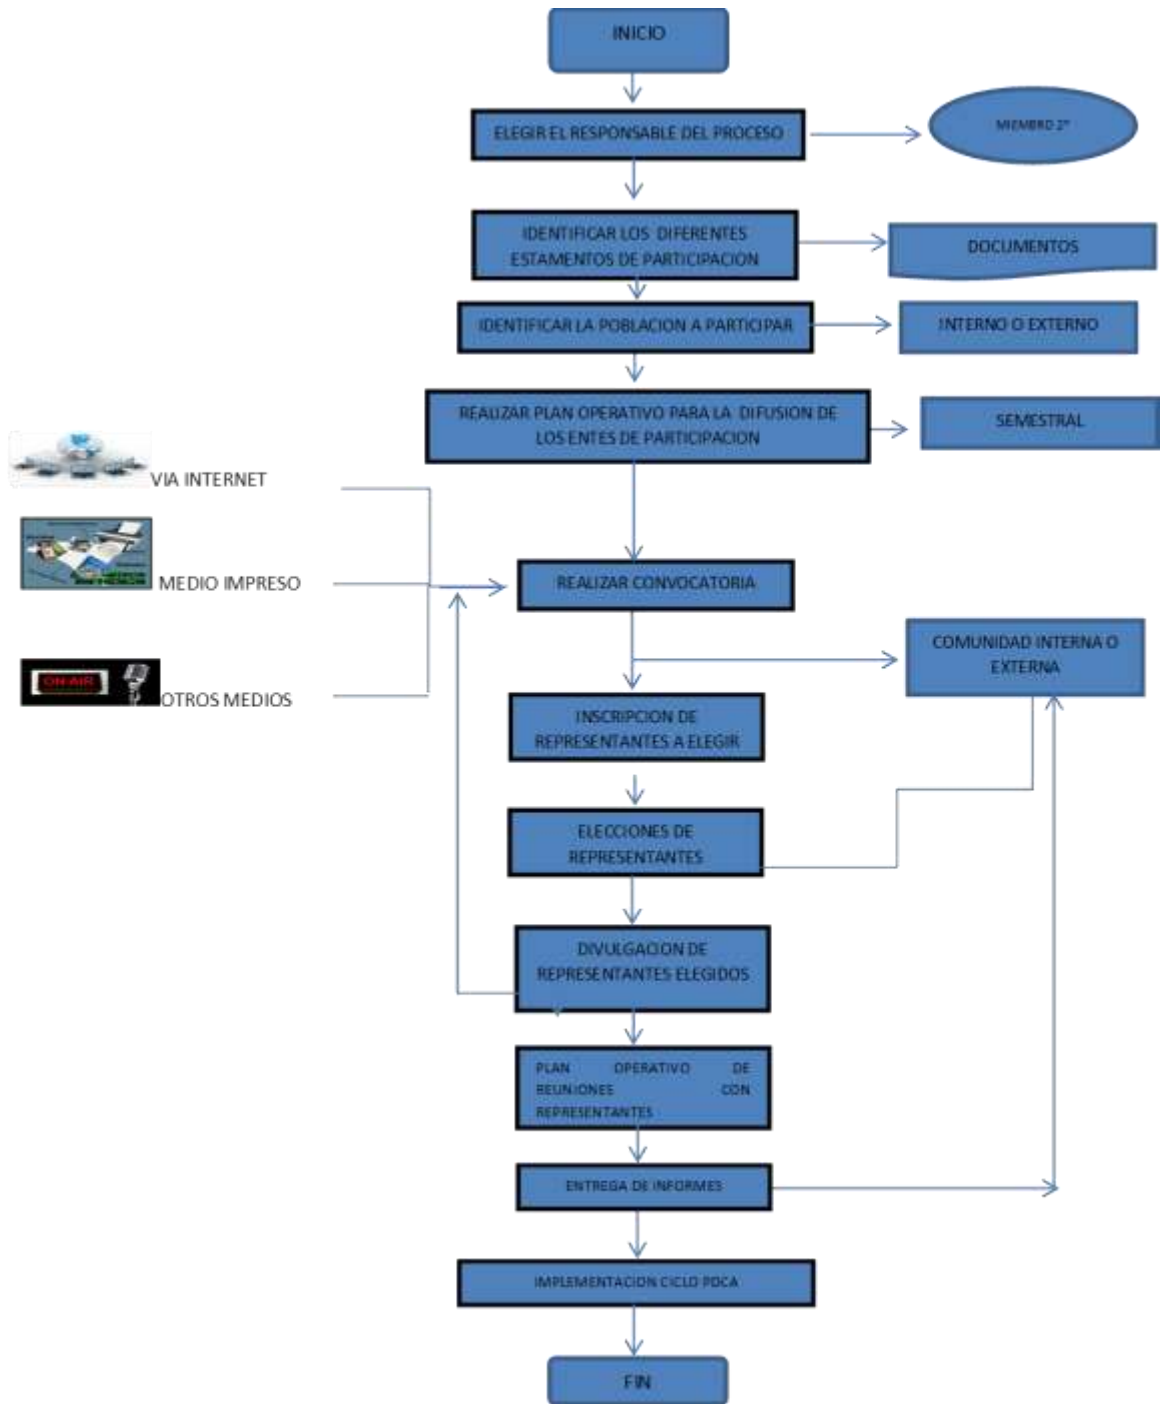 INICIO
ELEGIR EL RESPONSABLE DEL PROCESO
MIEMBRO 2°
IDENTIFICAR LOS DIFERENTES
ESTAMENTOS DE PARTICIPACION
DOCUMENTOS
IDENTIFICAR LA POBLACION A PARTICIPAR
INTERNO O EXTERNO
REALIZAR PLAN OPERATIVO PARA LA DIFUSION DE
LOS ENTES DE PARTICIPACION
SEMESTRAL
VIA INTERNET
MEDIO IMPRESO
REALIZAR CONVOCATORIA
COMUNIDAD INTERNA O
EXTERNA
ON-AIR
OTROS MEDIOS
INSCRIPCION DE
REPRESENTANTES A ELEGIR
ELECCIONES DE
REPRESENTANTES
DIVULGACION DE
REPRESENTANTES ELEGIDOS
PLAN OPERATIVO DE
REUNIONES CON
REPRESENTANTES
ENTREGA DE INFORMES
IMPLEMENTACION CICLO PDCA
FIN